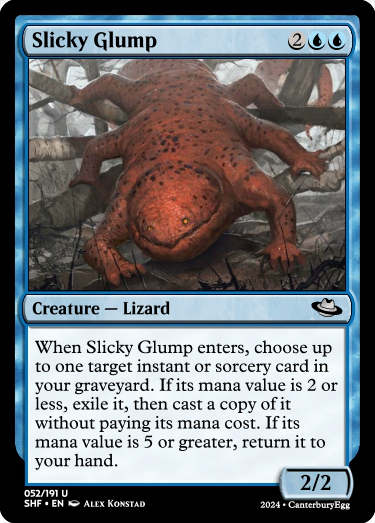 Slicky Glump 2
Creature — Lizard
When Slicky Glump enters, choose up
to one target instant or sorcery card in
your graveyard. If its mana value is 2 or
less, exile it, then cast a copy of it
without paying its mana cost. If its
mana value is 5 or greater, return it to
your hand.
2/2
052/191 U
SHF • EN Alex Konstad 2024 • CanterburyEgg